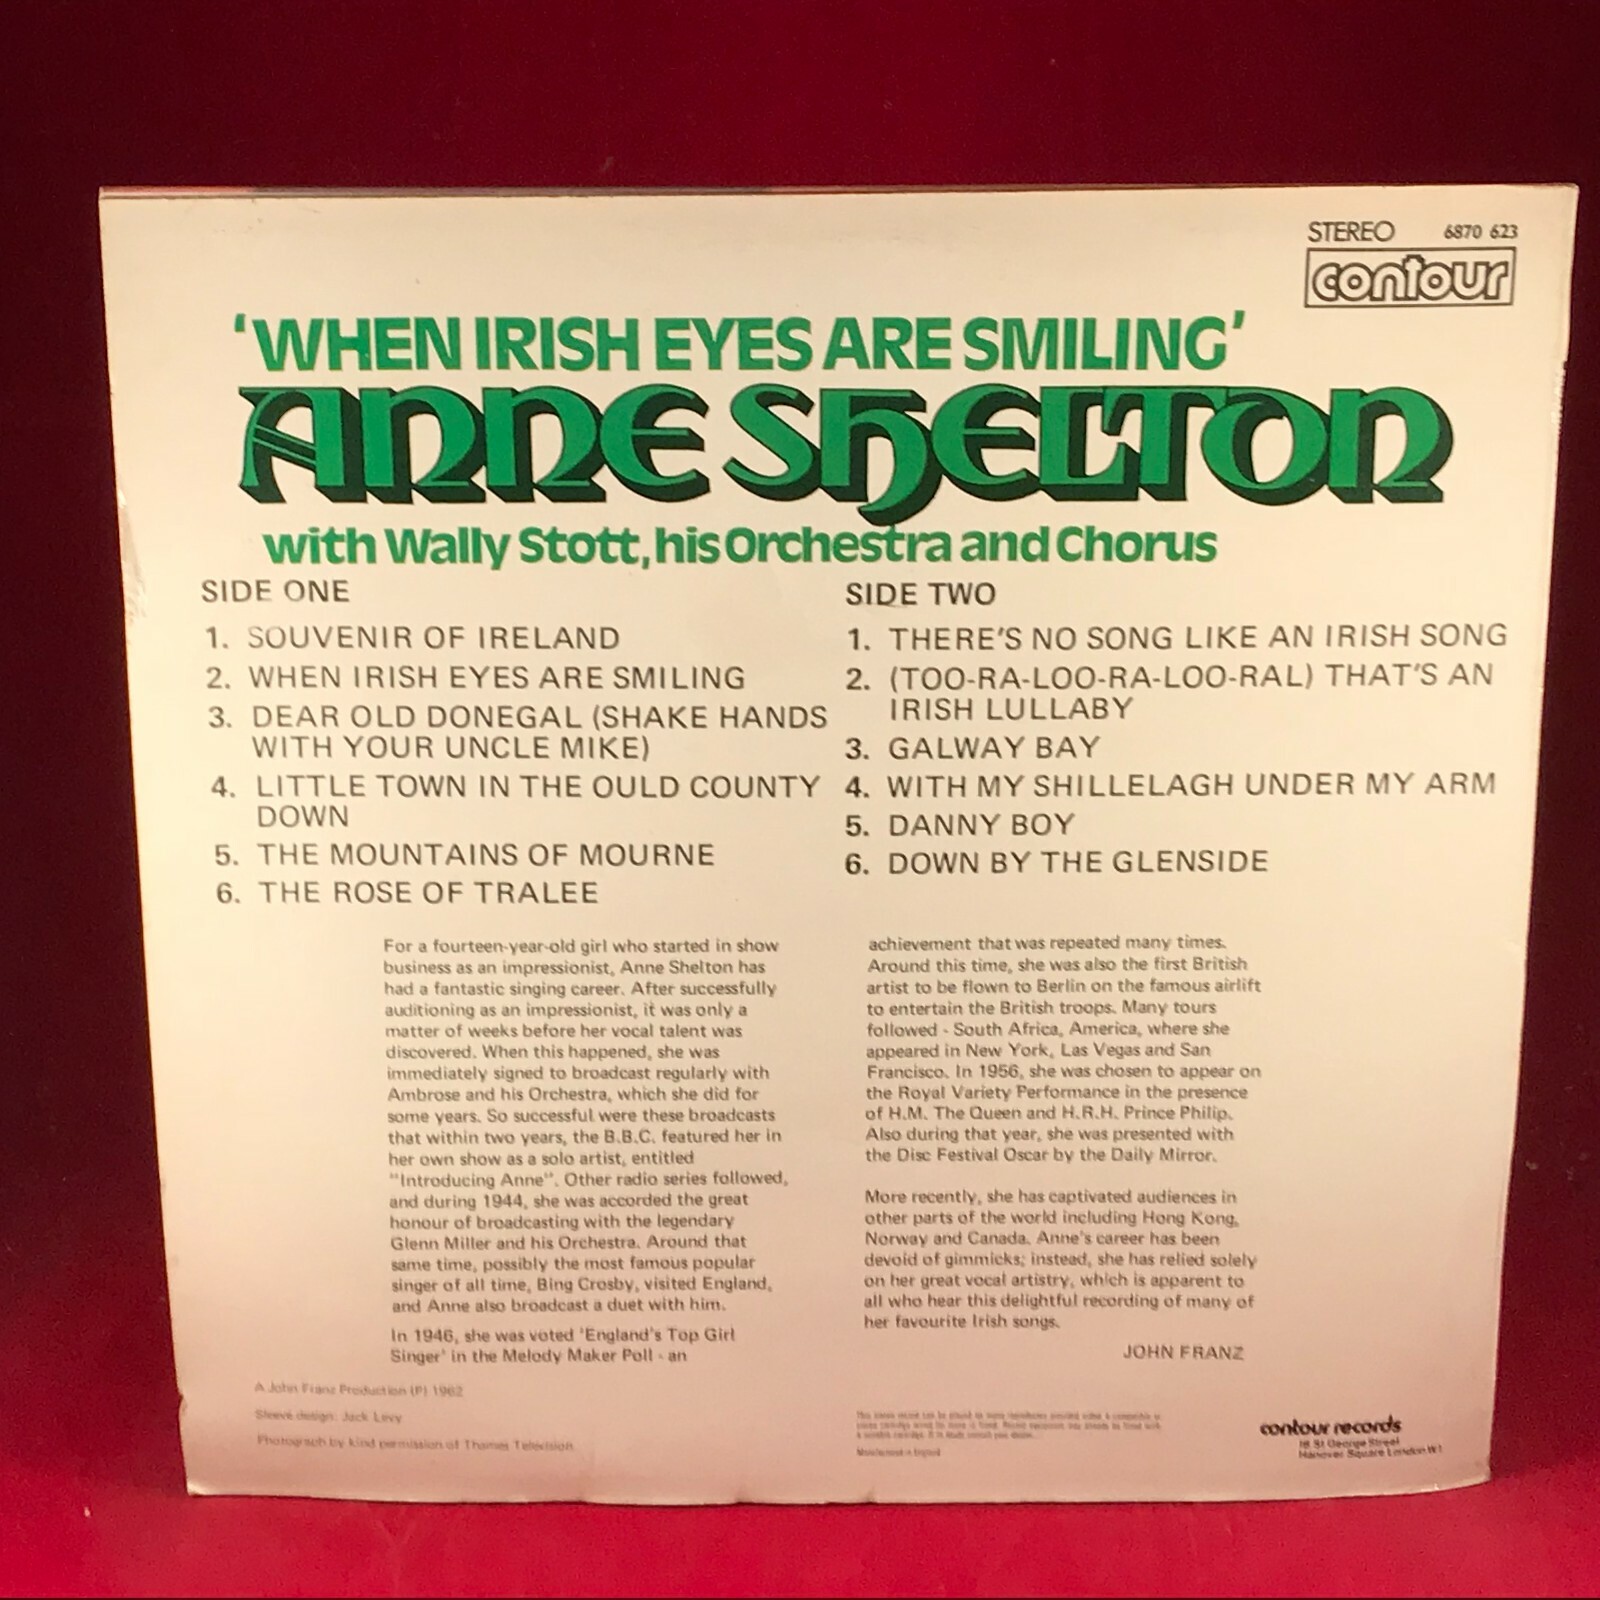 STEREO 6870 623
contour
'WHEN IRISH EYES ARE SMILING'
ANNE SHELTON
with Wally Stott, his Orchestra and Chorus
SIDE ONE
1. SOUVENIR OF IRELAND
2. WHEN IRISH EYES ARE SMILING
3. DEAR OLD DONEGAL (SHAKE HANDS
WITH YOUR UNCLE MIKE)
4. LITTLE TOWN IN THE OULD COUNTY
DOWN
5. THE MOUNTAINS OF MOURNE
6. THE ROSE OF TRALEE
SIDE TWO
1. THERE'S NO SONG LIKE AN IRISH SONG
2. (TOO-RA-LOO-RA-LOO-RAL) THAT'S AN
IRISH LULLABY
3. GALWAY BAY
4. WITH MY SHILLELAGH UNDER MY ARM
5. DANNY BOY
6. DOWN BY THE GLENSIDE
For a fourteen-year-old girl who started in show
business as an impressionist, Anne Shelton has
had a fantastic singing career. After successfully
auditioning as an impressionist, it was only a
matter of weeks before her vocal talent was
discovered. When this happened, she was
immediately signed to broadcast regularly with
Ambrose and his Orchestra, which she did for
some years. So successful were these broadcasts
that within two years, the B.B.C. featured her in
her own show as a solo artist, entitled
"Introducing Anne". Other radio series followed,
and during 1944, she was accorded the great
honour of broadcasting with the legendary
Glenn Miller and his Orchestra. Around that
same time, possibly the most famous popular
singer of all time, Bing Crosby, visited England,
and Anne also broadcast a duet with him.
In 1946, she was voted 'England's Top Girl
Singer' in the Melody Maker Poll - an
achievement that was repeated many times.
Around this time, she was also the first British
artist to be flown to Berlin on the famous airlift
to entertain the British troops. Many tours
followed - South Africa, America, where she
appeared in New York, Las Vegas and San
Francisco. In 1956, she was chosen to appear on
the Royal Variety Performance in the presence
of H.M. The Queen and H.R.H. Prince Philip.
Also during that year, she was presented with
the Disc Festival Oscar by the Daily Mirror.
More recently, she has captivated audiences in
other parts of the world including Hong Kong,
Norway and Canada. Anne's career has been
devoid of gimmicks; instead, she has relied solely
on her great vocal artistry, which is apparent to
all who hear this delightful recording of many of
her favourite Irish songs.
JOHN FRANZ
A John Franz Production (P) 1962
Sleeve design: Jack Levy
Photograph by kind permission of Thames Television
contour records
18 St George Street
Hanover Square London W1